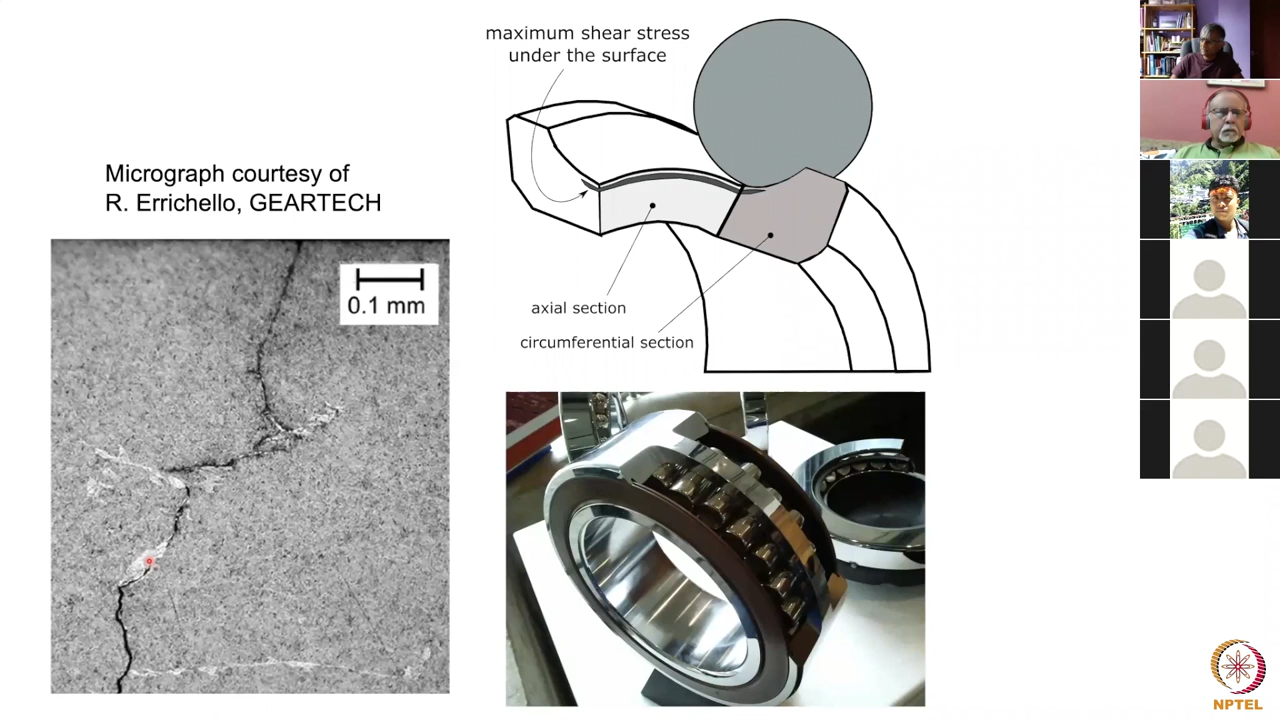 maximum shear stress
under the surface
Micrograph courtesy of
R. Errichello, GEARTECH
0.1 mm
axial section
circumferential section
NPTEL